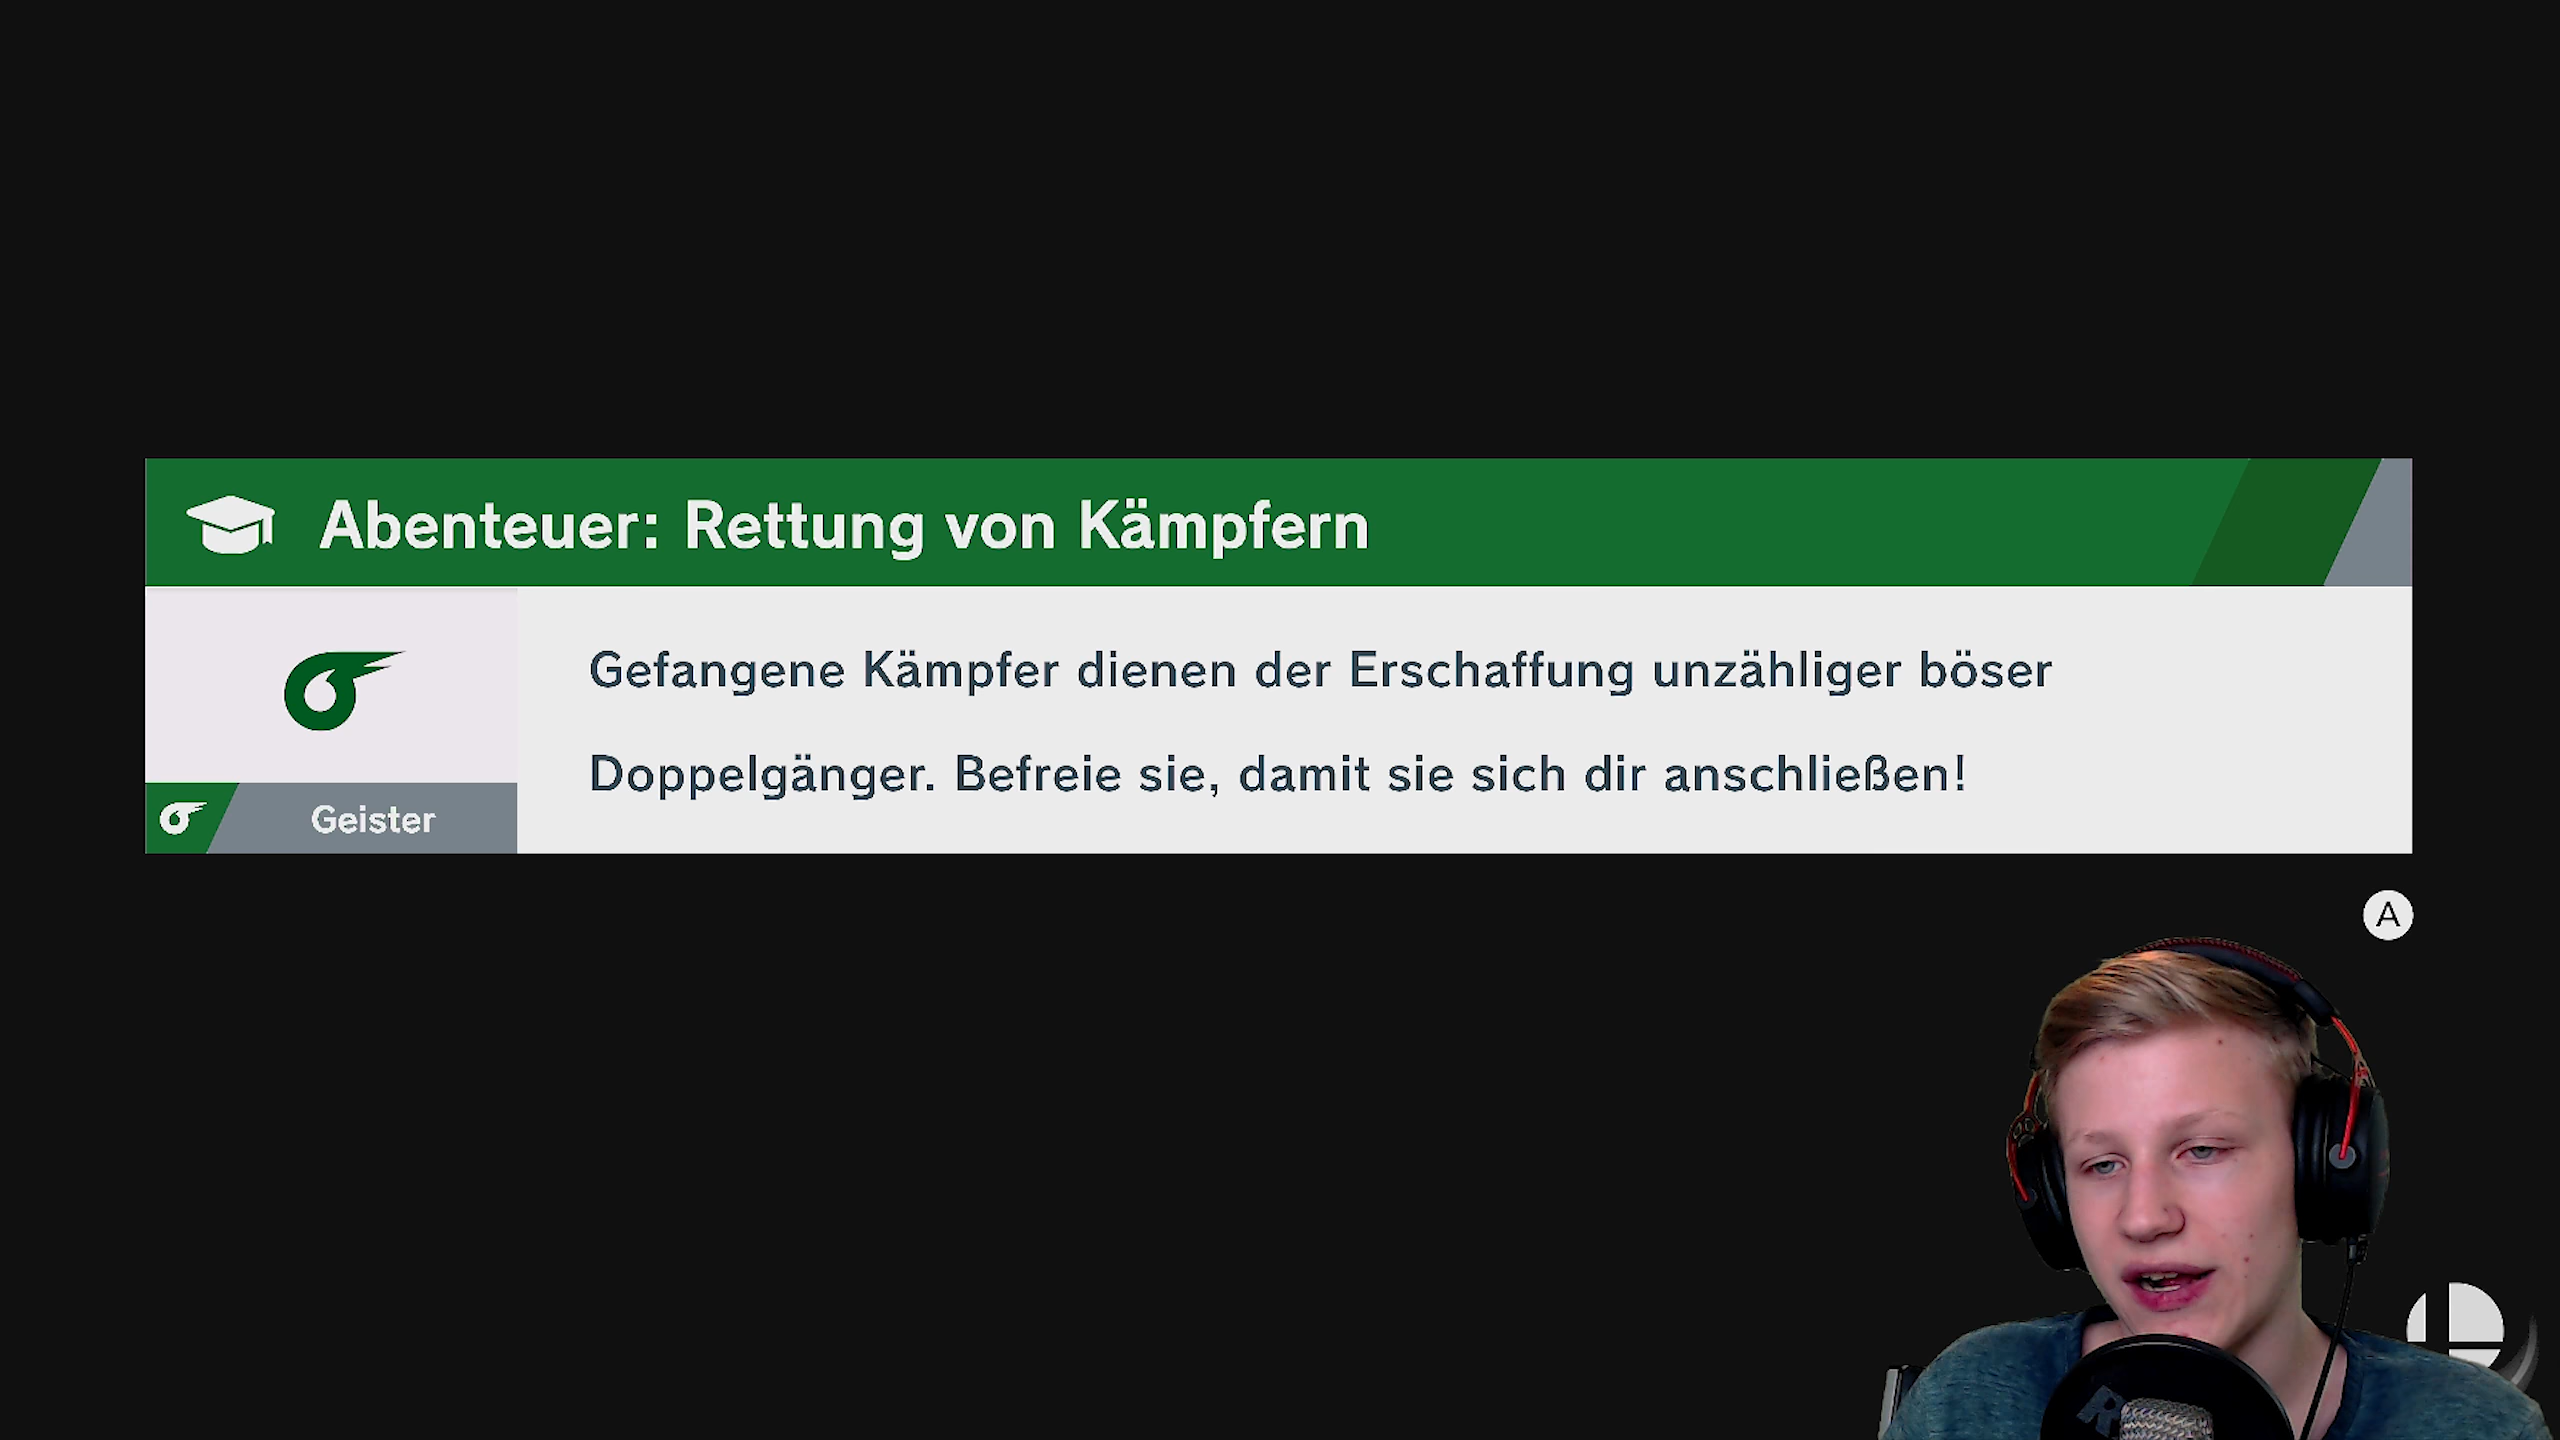 Abenteuer: Rettung von Kämpfern
Gefangene Kämpfer dienen der Erschaffung unzähliger böser
Doppelgänger. Befreie sie, damit sie sich dir anschließen!
Geister
A